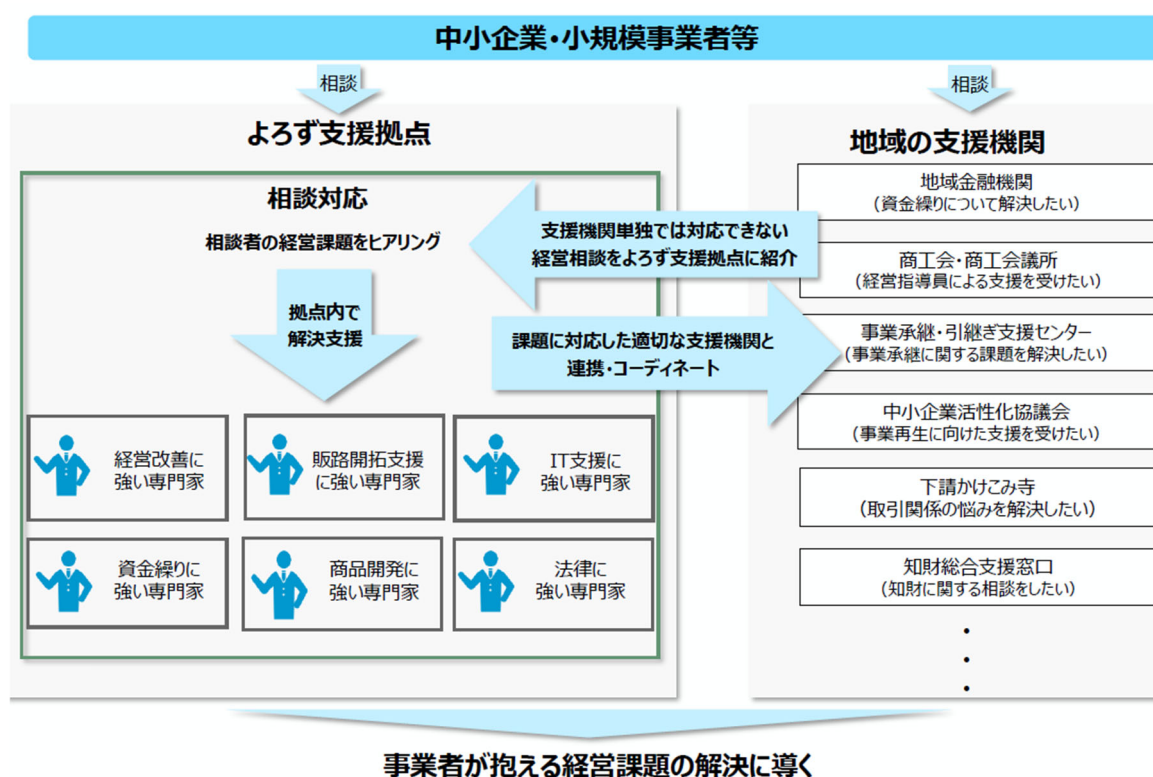 中小企業・小規模事業者等
相談
相談
よろず支援拠点
相談対応
相談者の経営課題をヒアリング
拠点内で
解決支援
支援機関単独では対応できない
経営相談をよろず支援拠点に紹介
課題に対応した適切な支援機関と
連携・コーディネート
経営改善に
強い専門家
販路開拓支援
に強い専門家
IT支援に
強い専門家
資金繰りに
強い専門家
商品開発に
強い専門家
法律に
強い専門家
地域の支援機関
地域金融機関
（資金繰りについて解決したい）
商工会・商工会議所
（経営指導員による支援を受けたい）
事業承継・引継ぎ支援センター
（事業承継に関する課題を解決したい）
中小企業活性化協議会
（事業再生に向けた支援を受けたい）
下請かけこみ寺
（取引関係の悩みを解決したい）
知財総合支援窓口
（知財に関する相談をしたい）
・
・
・
事業者が抱える経営課題の解決に導く